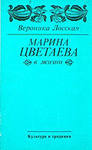 Вероника Лосская
МАРИНА
ЦВЕТАЕВА
в жизни
Культура и традиции